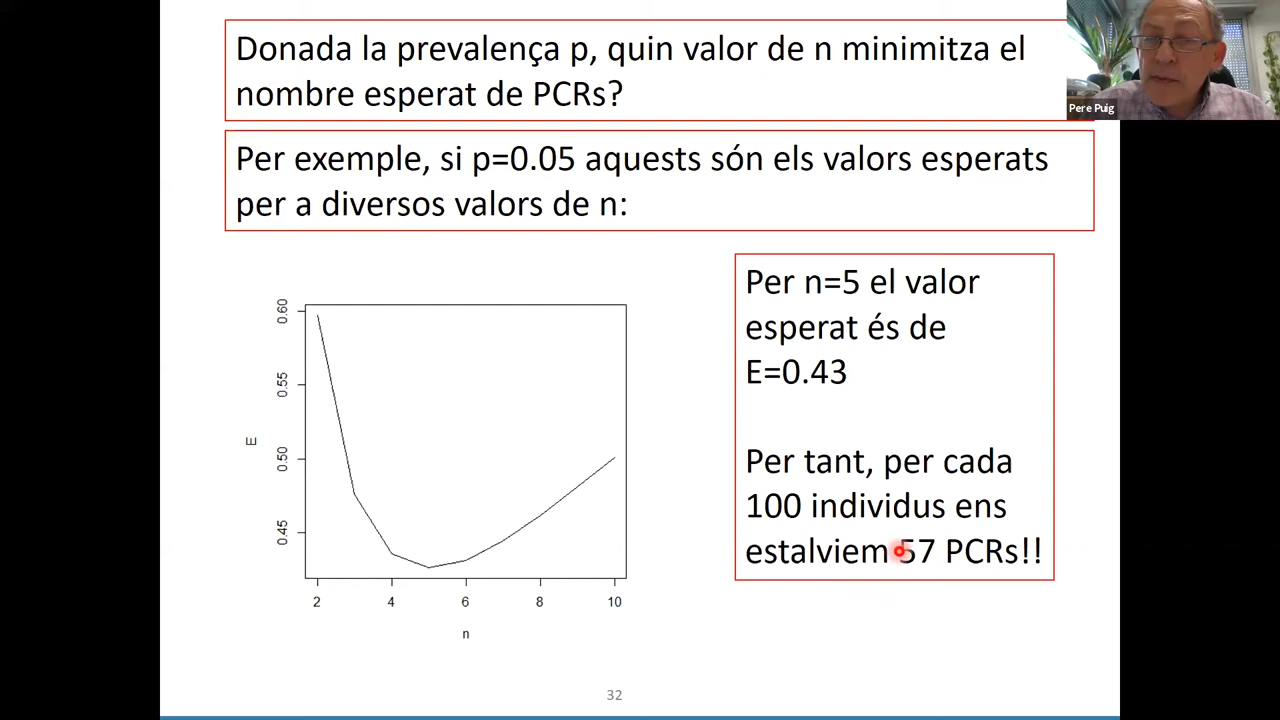 Donada la prevalença p, quin valor de n minimitza el
nombre esperat de PCRs?
Pere Puig
Per exemple, si p=0.05 aquests són els valors esperats
per a diversos valors de n:
Per n=5 el valor
esperat és de
E=0.43
Per tant, per cada
100 individus ens
estalviem 57 PCRs!!
0.60
0.55
0.50
0.45
E
2 4 6 8 10
n
32